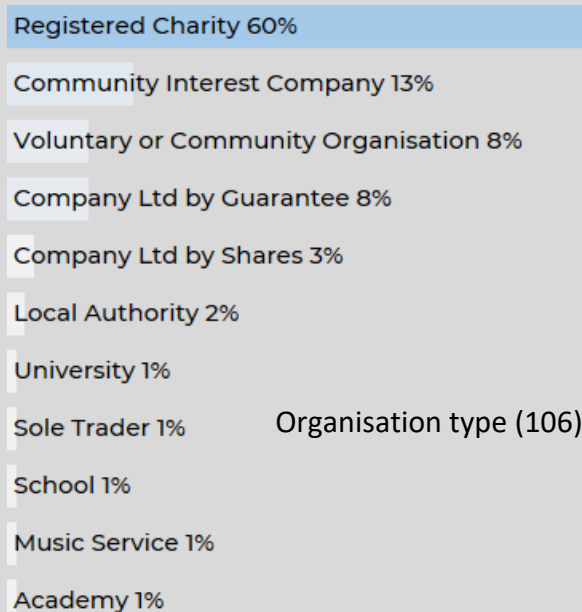 Registered Charity 60%
Community Interest Company 13%
Voluntary or Community Organisation 8%
Company Ltd by Guarantee 8%
Company Ltd by Shares 3%
Local Authority 2%
University 1%
Sole Trader 1%
Organisation type (106)
School 1%
Music Service 1%
Academy 1%